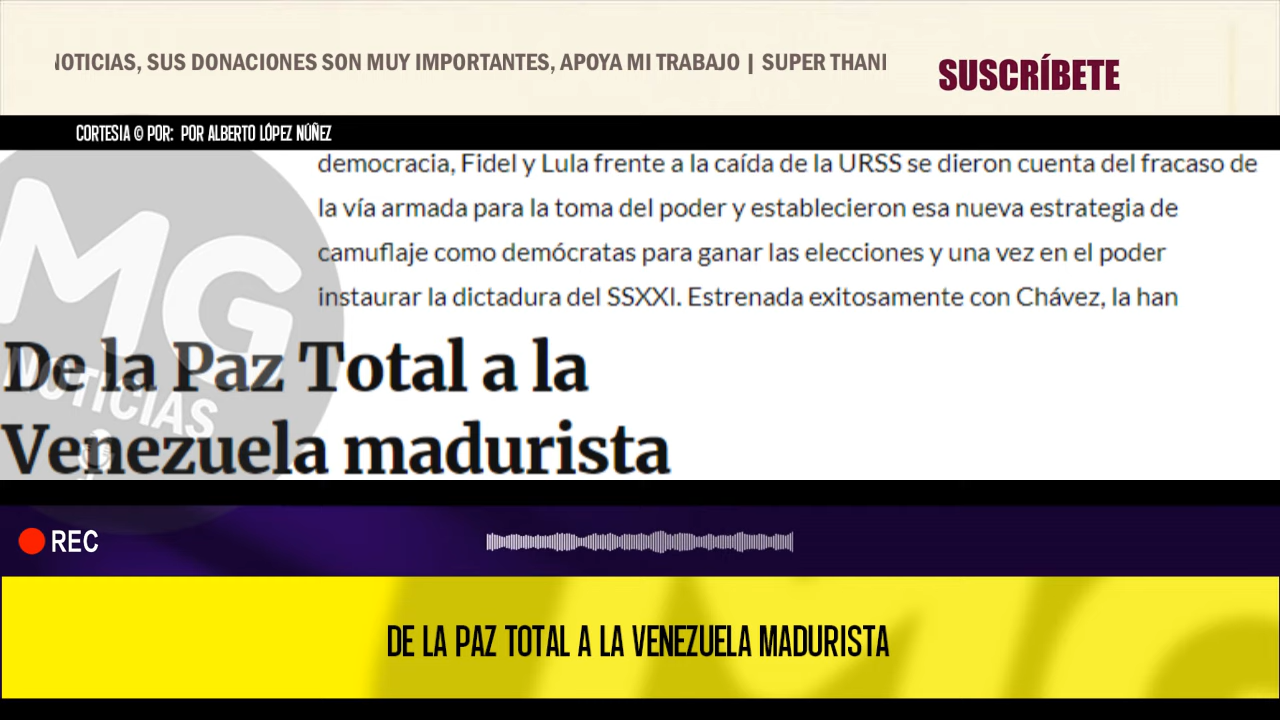 NOTICIAS, SUS DONACIONES SON MUY IMPORTANTES, APOYA MI TRABAJO | SUPER THANI
SUSCRÍBETE
CORTESIA © POR: POR ALBERTO LÓPEZ NÚÑEZ
democracia, Fidel y Lula frente a la caída de la URSS se dieron cuenta del fracaso de
la vía armada para la toma del poder y establecieron esa nueva estrategia de
camuflaje como demócratas para ganar las elecciones y una vez en el poder
instaurar la dictadura del SSXXI. Estrenada exitosamente con Chávez, la han
MG
NOTICIAS
De la Paz Total a la
Venezuela madurista
REC
DE LA PAZ TOTAL A LA VENEZUELA MADURISTA